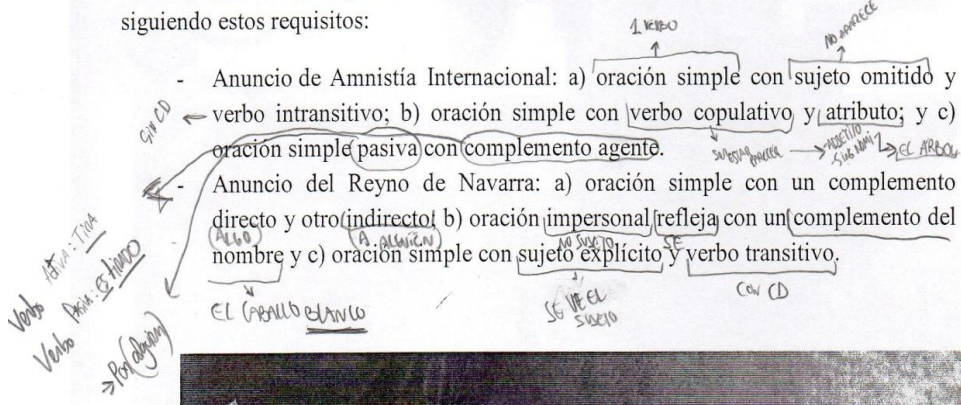 siguiendo estos requisitos:
1 VERBO
NO APARECE
- Anuncio de Amnistía Internacional: a) oración simple con sujeto omitido y
SIN CD
verbo intransitivo; b) oración simple con verbo copulativo y atributo; y c)
oración simple pasiva con complemento agente.
EL ARBOL
- Anuncio del Reyno de Navarra: a) oración simple con un complemento
directo y otro indirecto; b) oración impersonal refleja con un complemento del
ALGO
A ALGUIEN
NO SUJETO
SE
nombre y c) oración simple con sujeto explícito y verbo transitivo.
EL CABALLO BLANCO
SE VE EL
SUJETO
CON CD
Verbo ACTIVA: TIRA
Verbo PASIVA: ES TIRADO
Por (alguien)